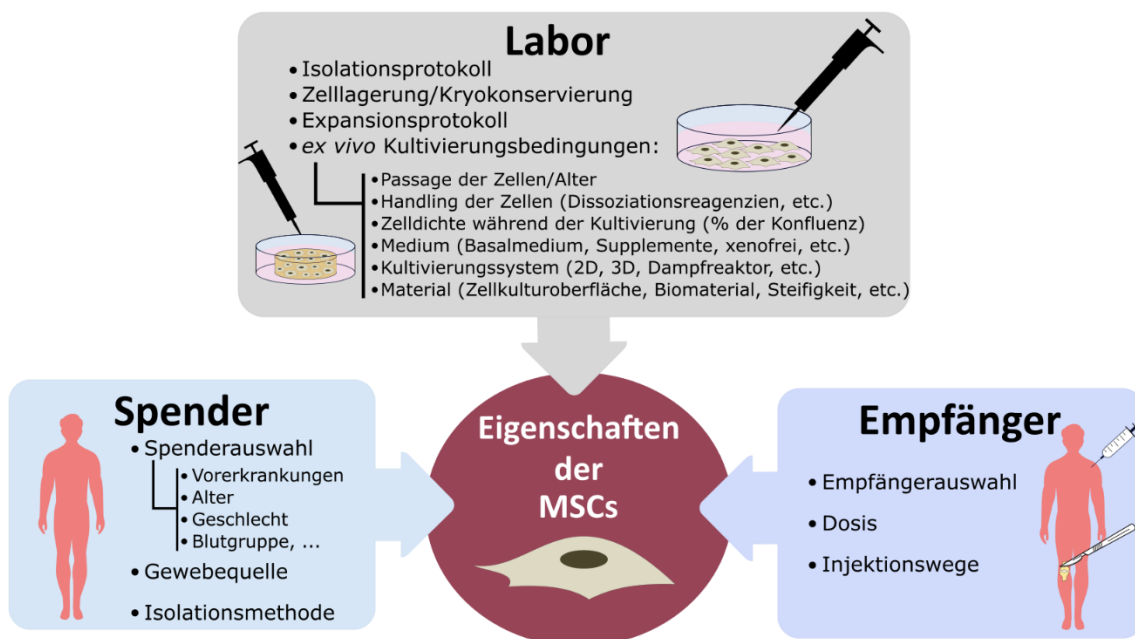 Labor
•Isolationsprotokoll
•Zelllagerung/Kryokonservierung
•Expansionsprotokoll
•ex vivo Kultivierungsbedingungen:
•Passage der Zellen/Alter
•Handling der Zellen (Dissoziationsreagenzien, etc.)
•Zelldichte während der Kultivierung (% der Konfluenz)
•Medium (Basalmedium, Supplemente, xenofrei, etc.)
•Kultivierungssystem (2D, 3D, Dampfreaktor, etc.)
•Material (Zellkulturoberfläche, Biomaterial, Steifigkeit, etc.)
Spender
•Spenderauswahl
•Vorerkrankungen
•Alter
•Geschlecht
•Blutgruppe, ...
•Gewebequelle
•Isolationsmethode
Eigenschaften
der
MSCs
Empfänger
•Empfängerauswahl
•Dosis
•Injektionswege